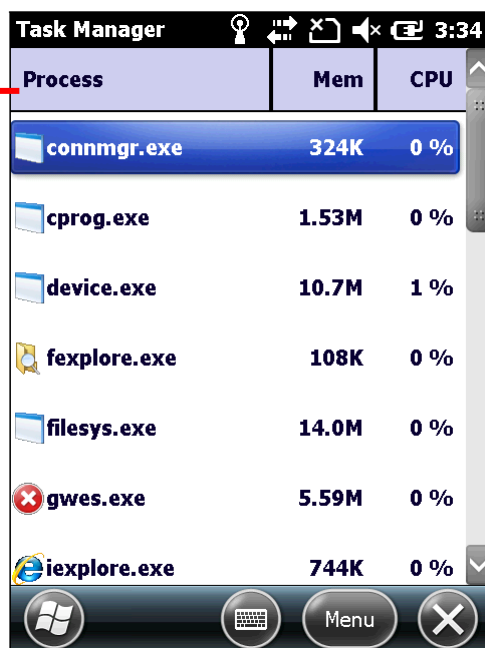 Task Manager 3:34
Process Mem CPU
connmgr.exe 324K 0 %
cprog.exe 1.53M 0 %
device.exe 10.7M 1 %
fexplore.exe 108K 0 %
filesys.exe 14.0M 0 %
gwes.exe 5.59M 0 %
iexplore.exe 744K 0 %
Menu